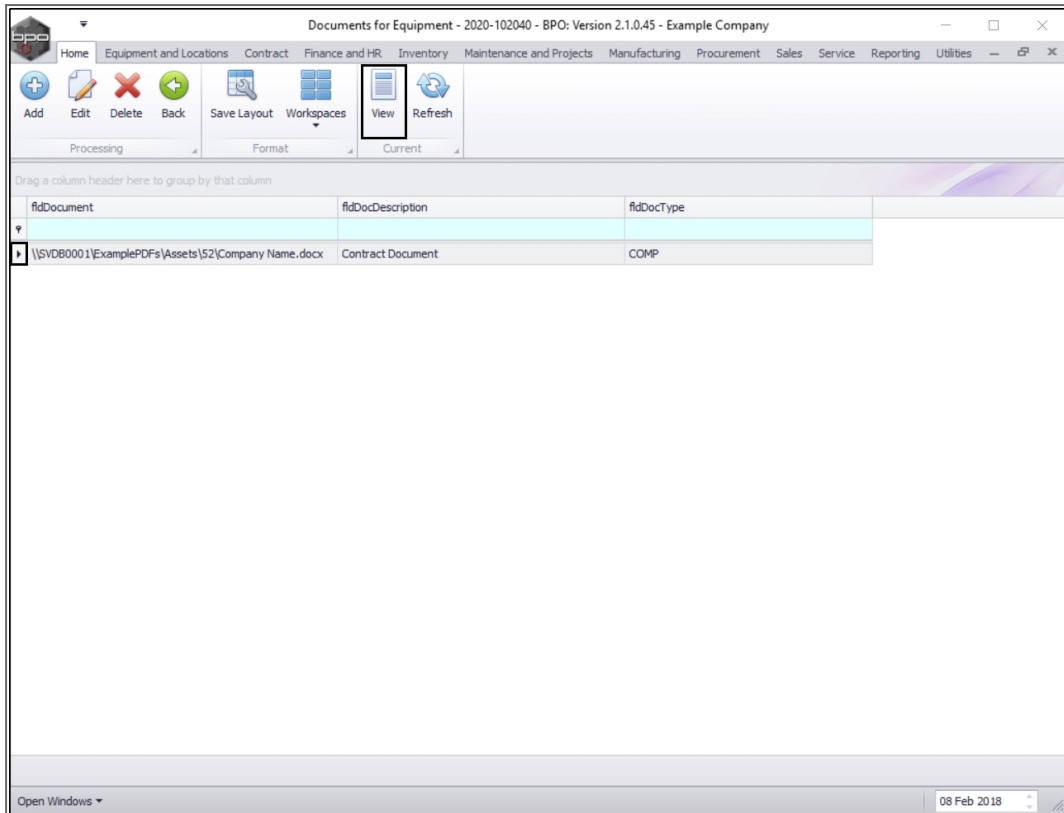 Documents for Equipment - 2020-102040 - BPO: Version 2.1.0.45 - Example Company
bpo
Home Equipment and Locations Contract Finance and HR Inventory Maintenance and Projects Manufacturing Procurement Sales Service Reporting Utilities
Add Edit Delete Back Save Layout Workspaces View Refresh
Processing Format Current
Drag a column header here to group by that column
fldDocument fldDocDescription fldDocType
\\SVDB0001\ExamplePDFs\Assets\52\Company Name.docx Contract Document COMP
Open Windows 08 Feb 2018